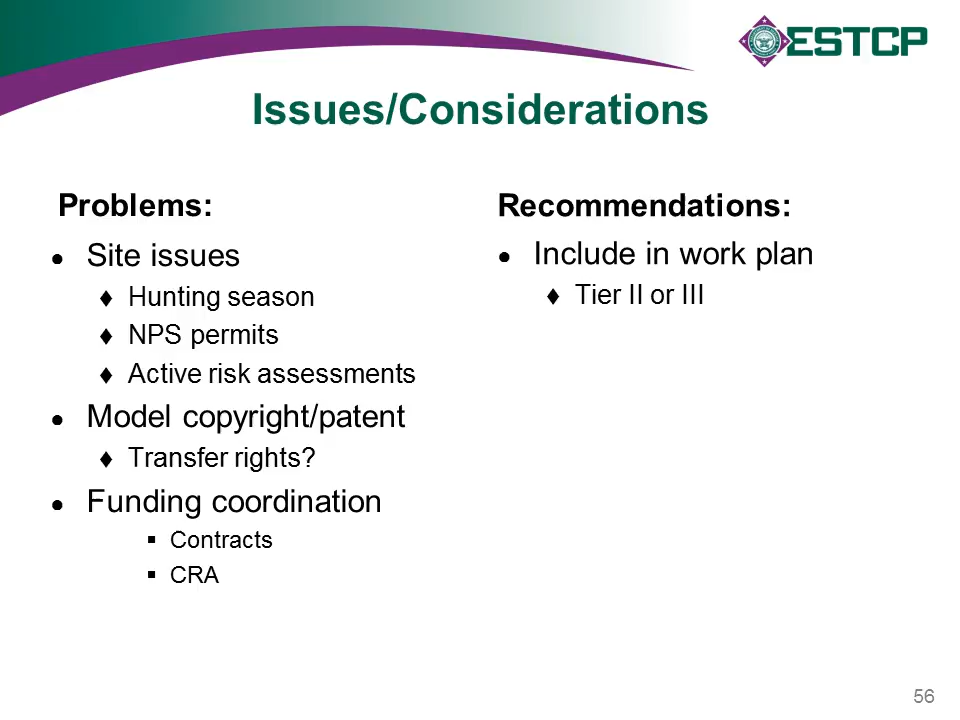 ESTCP
Issues/Considerations
Problems:
● Site issues
♦ Hunting season
♦ NPS permits
♦ Active risk assessments
● Model copyright/patent
♦ Transfer rights?
● Funding coordination
▪ Contracts
▪ CRA
Recommendations:
● Include in work plan
♦ Tier II or III
56